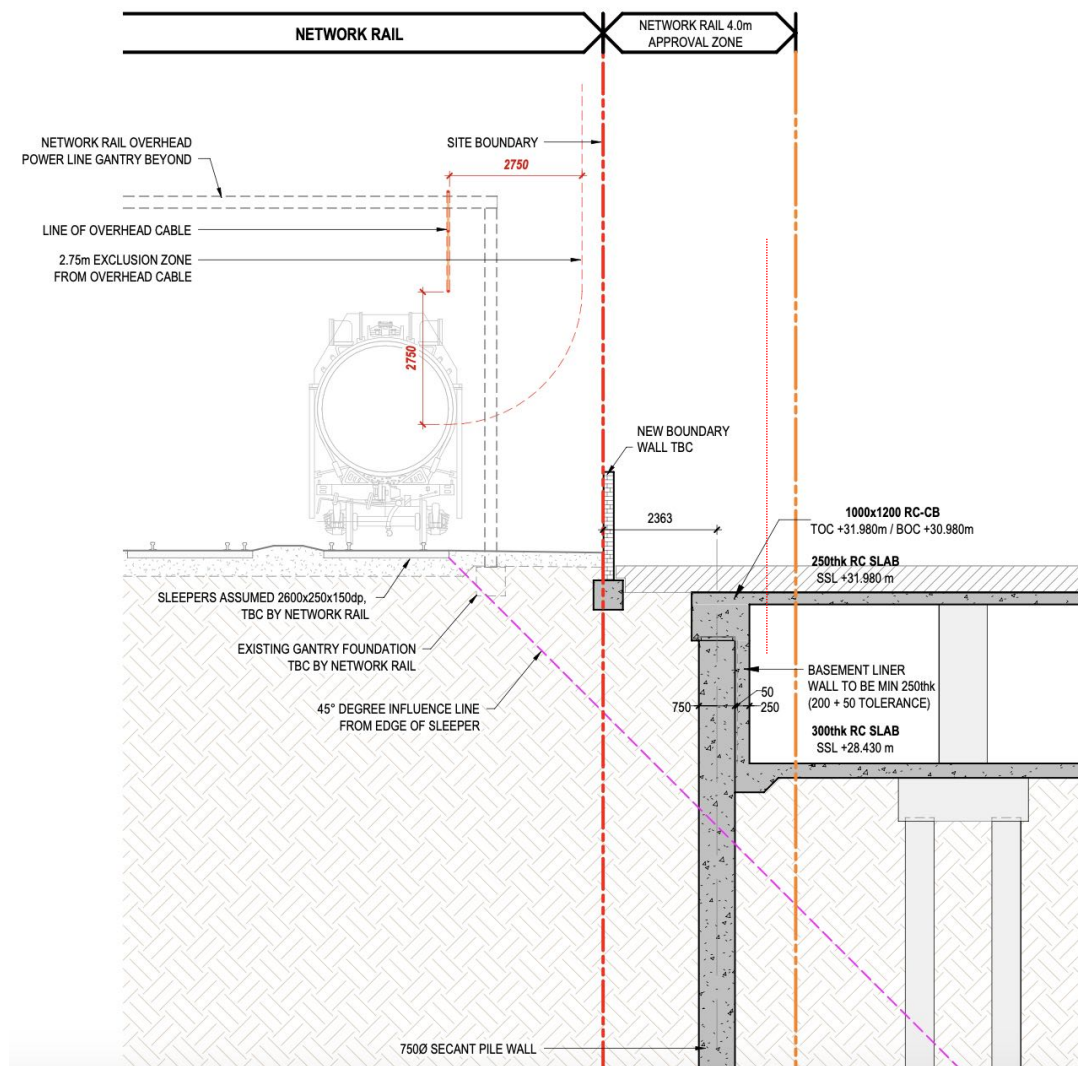 NETWORK RAIL
NETWORK RAIL 4.0m
APPROVAL ZONE
NETWORK RAIL OVERHEAD
POWER LINE GANTRY BEYOND
SITE BOUNDARY
2750
LINE OF OVERHEAD CABLE
2.75m EXCLUSION ZONE
FROM OVERHEAD CABLE
2750
NEW BOUNDARY
WALL TBC
2363
1000x1200 RC-CB
TOC +31.980m / BOC +30.980m
250thk RC SLAB
SSL +31.980 m
SLEEPERS ASSUMED 2600x250x150dp,
TBC BY NETWORK RAIL
EXISTING GANTRY FOUNDATION
TBC BY NETWORK RAIL
45° DEGREE INFLUENCE LINE
FROM EDGE OF SLEEPER
BASEMENT LINER
WALL TO BE MIN 250thk
(200 + 50 TOLERANCE)
50
750
250
300thk RC SLAB
SSL +28.430 m
750Ø SECANT PILE WALL